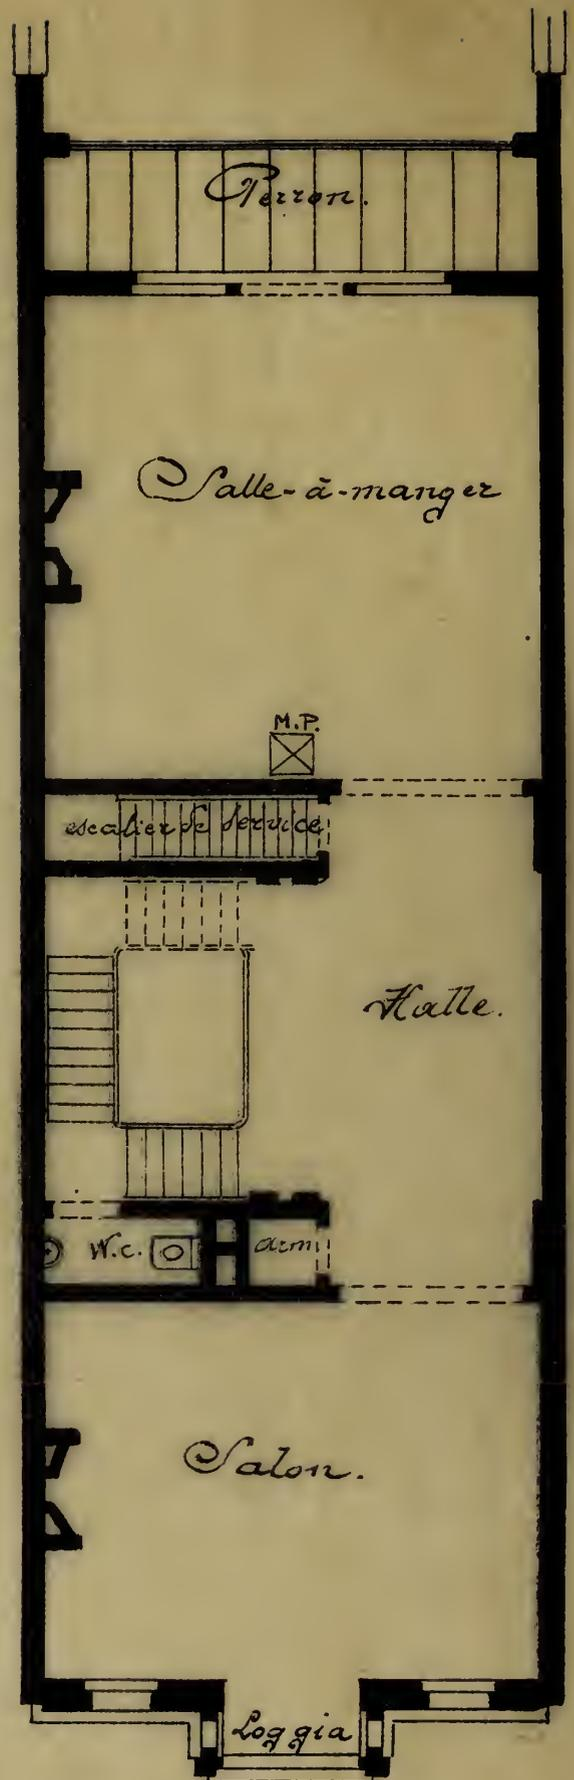 Perron.
Salle-à-manger
M.P.
escalier de service
Halle.
W.c.
arm
Salon.
Loggia